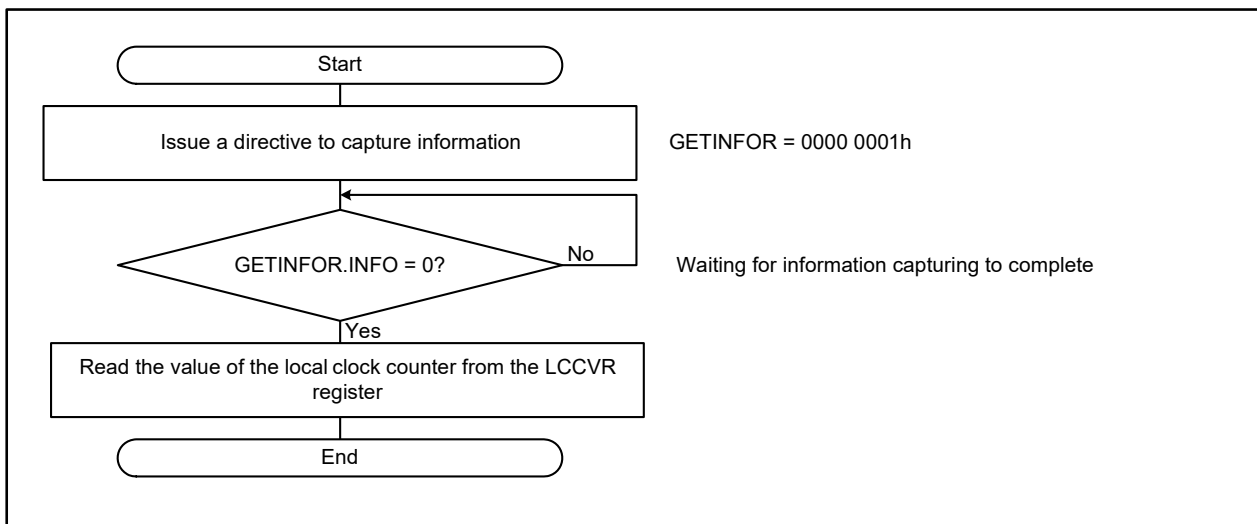 Start
Issue a directive to capture information
GETINFOR = 0000 0001h
GETINFOR.INFO = 0?
No
Waiting for information capturing to complete
Yes
Read the value of the local clock counter from the LCCVR
register
End